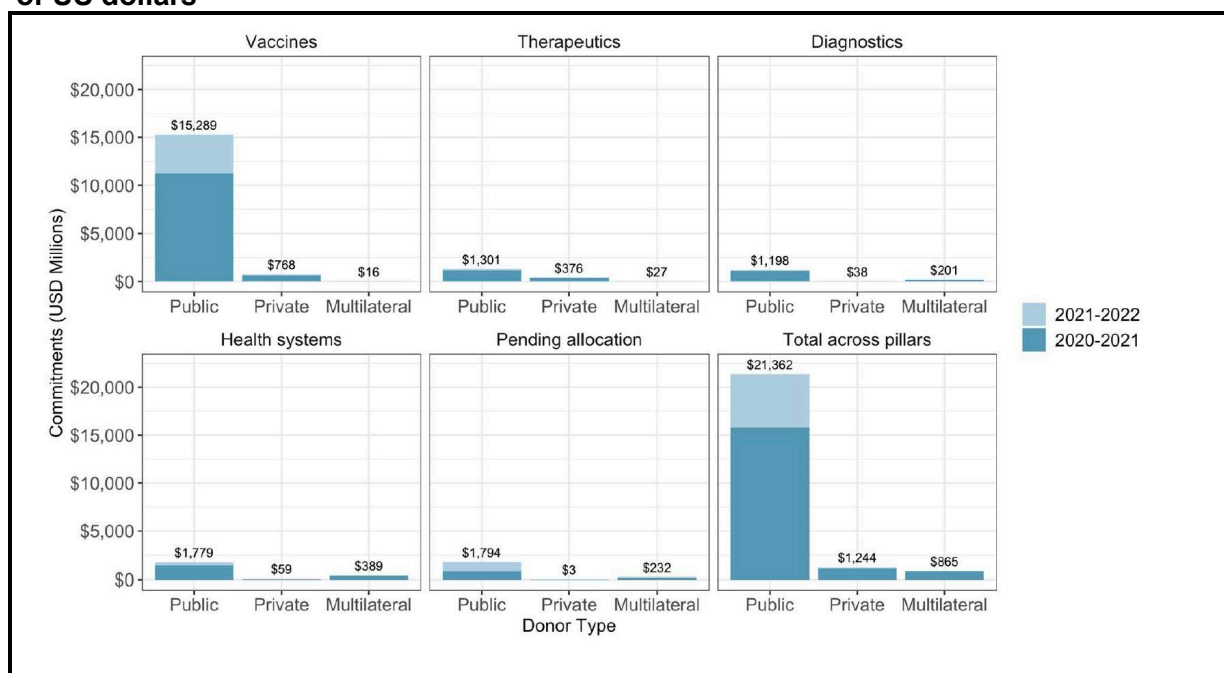 of US dollars
Vaccines
Therapeutics
Diagnostics
Commitments (USD Millions)
$20,000
$15,000
$10,000
$5,000
$0
$15,289
$768
$16
$1,301
$376
$27
$1,198
$38
$201
Public Private Multilateral
Public Private Multilateral
Public Private Multilateral
2021-2022
2020-2021
Health systems
Pending allocation
Total across pillars
$20,000
$15,000
$10,000
$5,000
$0
$1,779
$59
$389
$1,794
$3
$232
$21,362
$1,244
$865
Public Private Multilateral
Public Private Multilateral
Public Private Multilateral
Donor Type